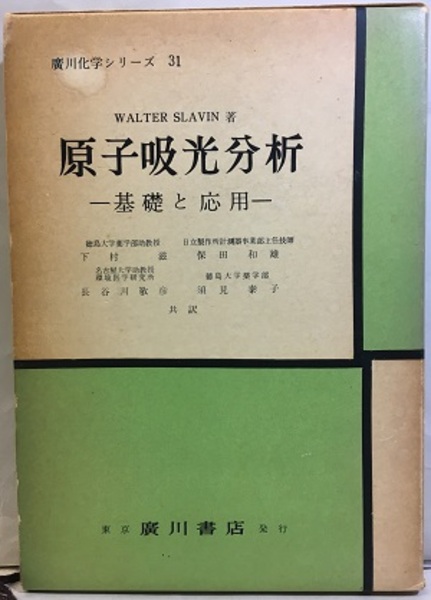 廣川化学シリーズ 31
WALTER SLAVIN 著
原子吸光分析
—基礎と応用—
徳島大学薬学部助教授 日立製作所計測器事業部主任技師
下村 滋 保田 和雄
名古屋大学助教授
環境医学研究所 徳島大学薬学部
長谷川敬彦 須見 泰子
共訳
東京 廣川書店 発行